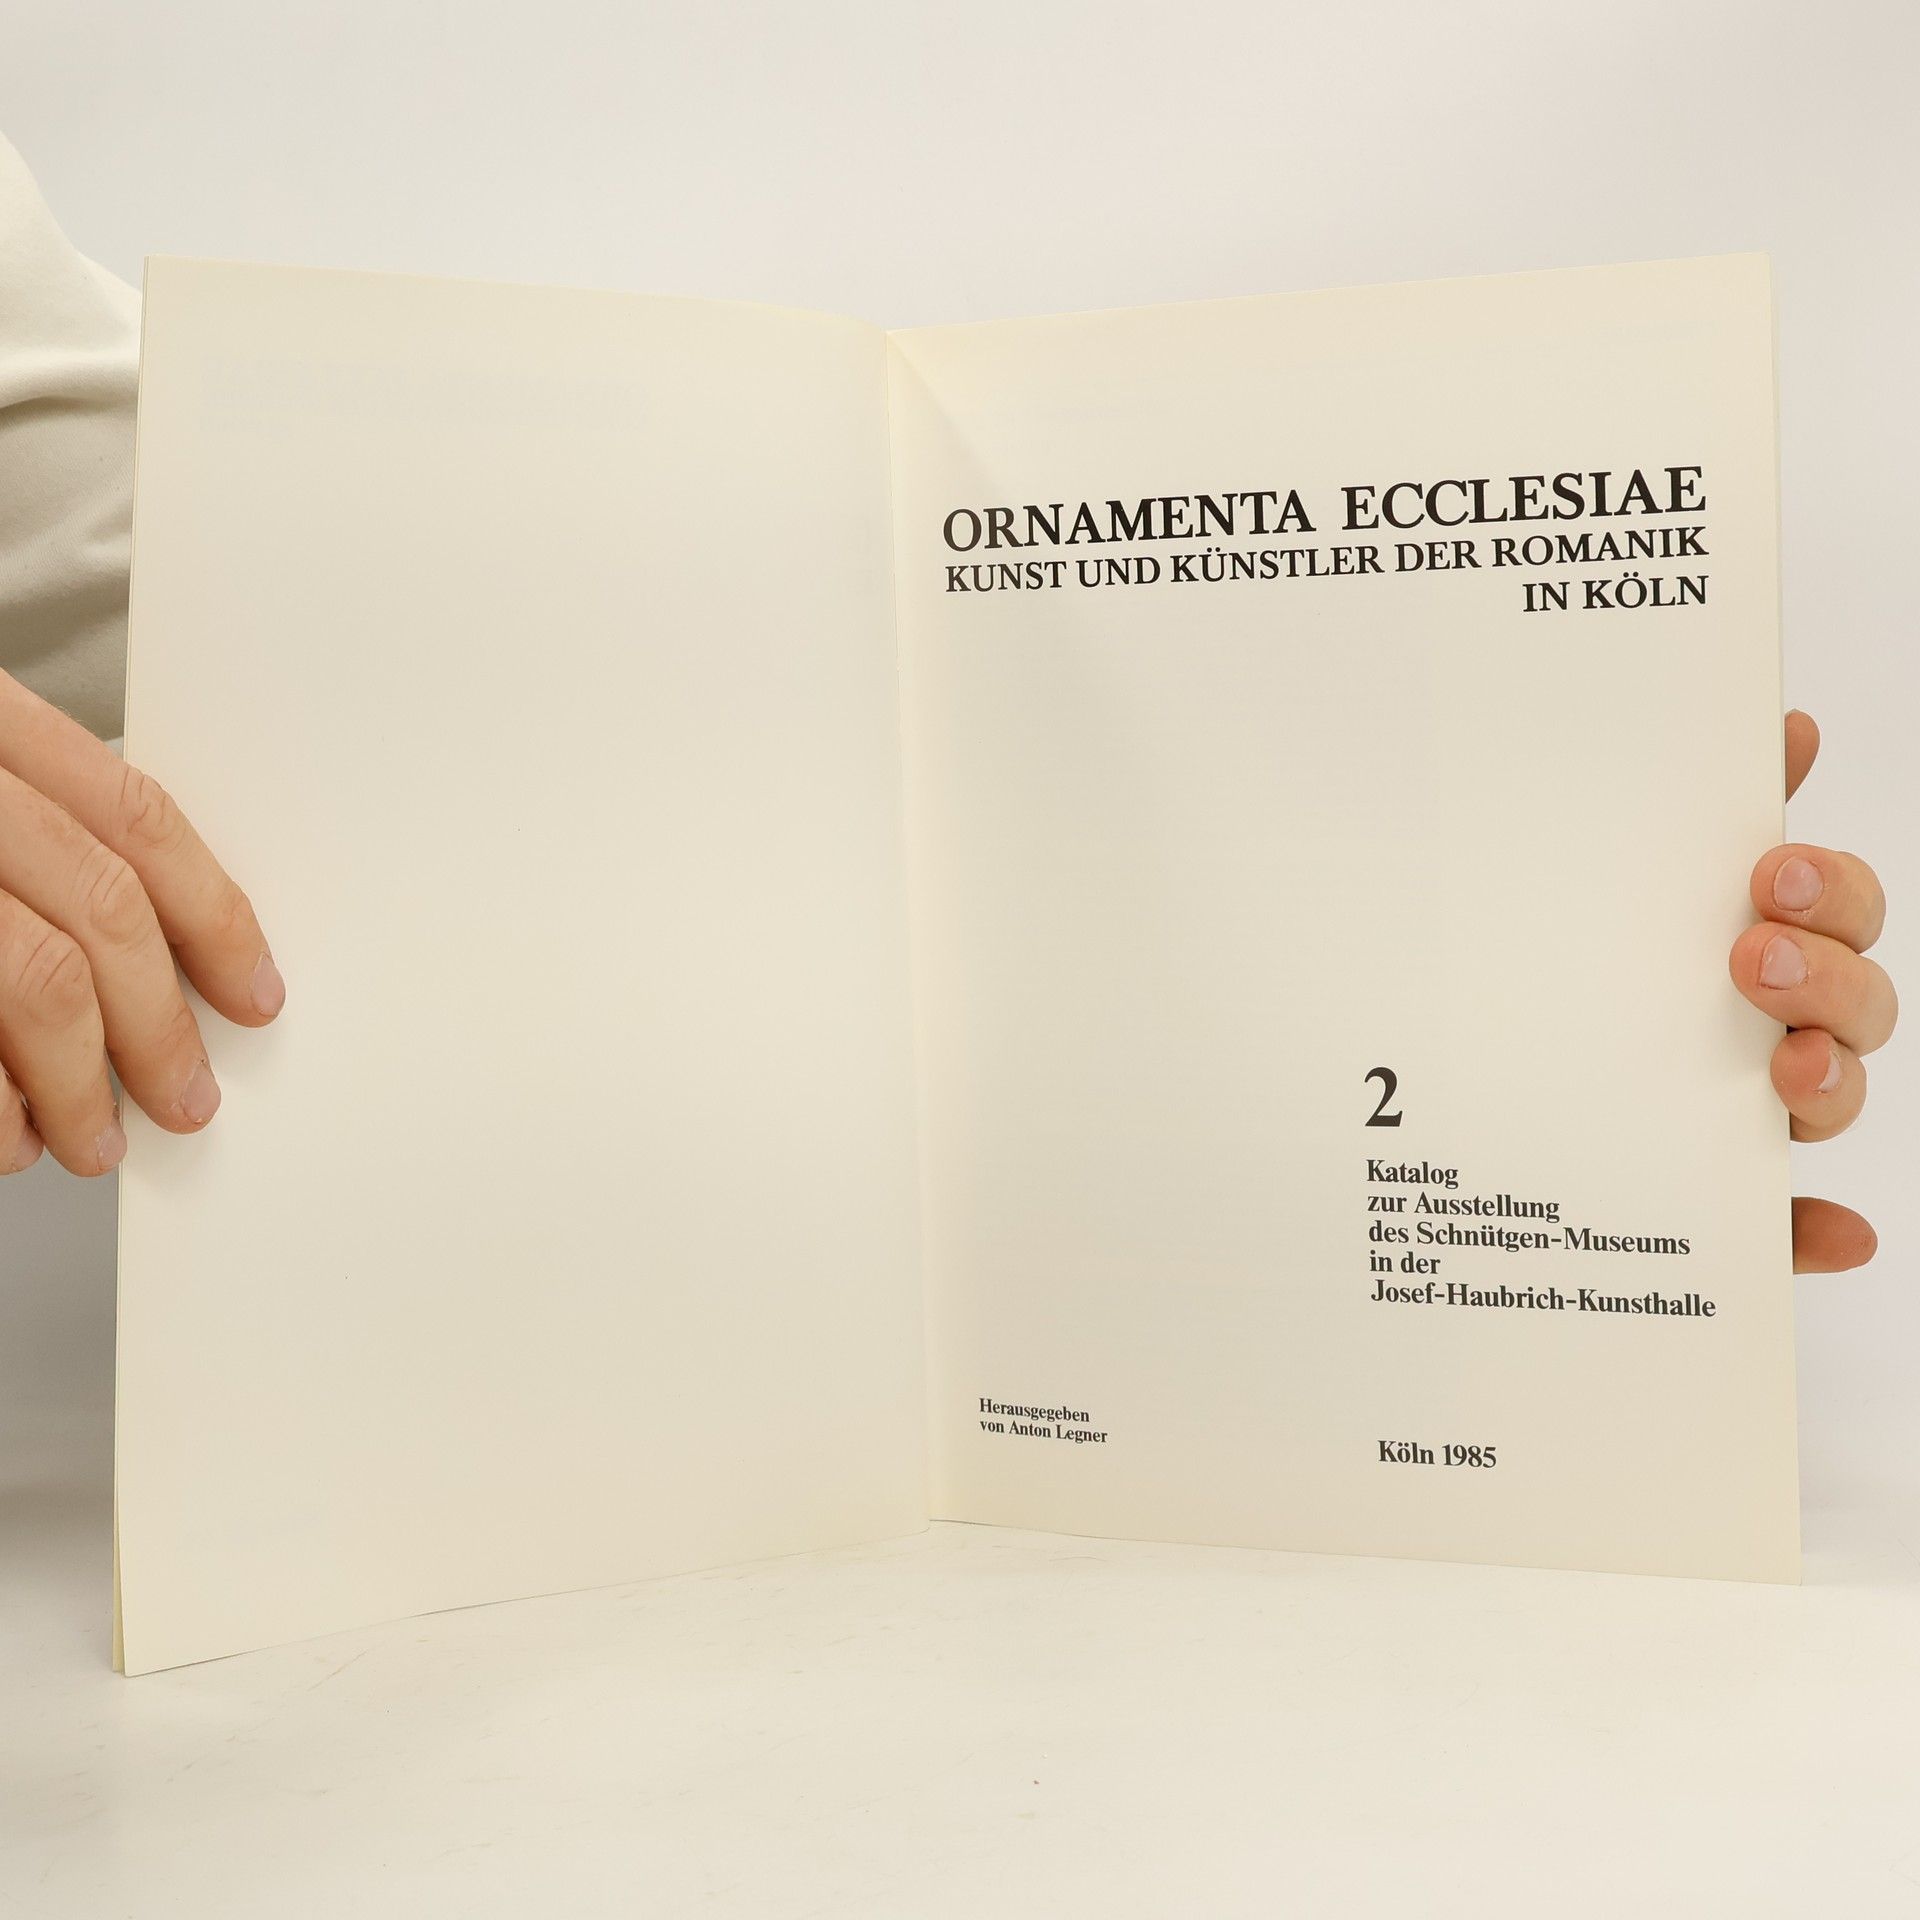 ORNAMENTA ECCLESIAE
KUNST UND KÜNSTLER DER ROMANIK
IN KÖLN
2
Katalog
zur Ausstellung
des Schnütgen-Museums
in der
Josef-Haubrich-Kunsthalle
Herausgegeben
von Anton Legner
Köln 1985